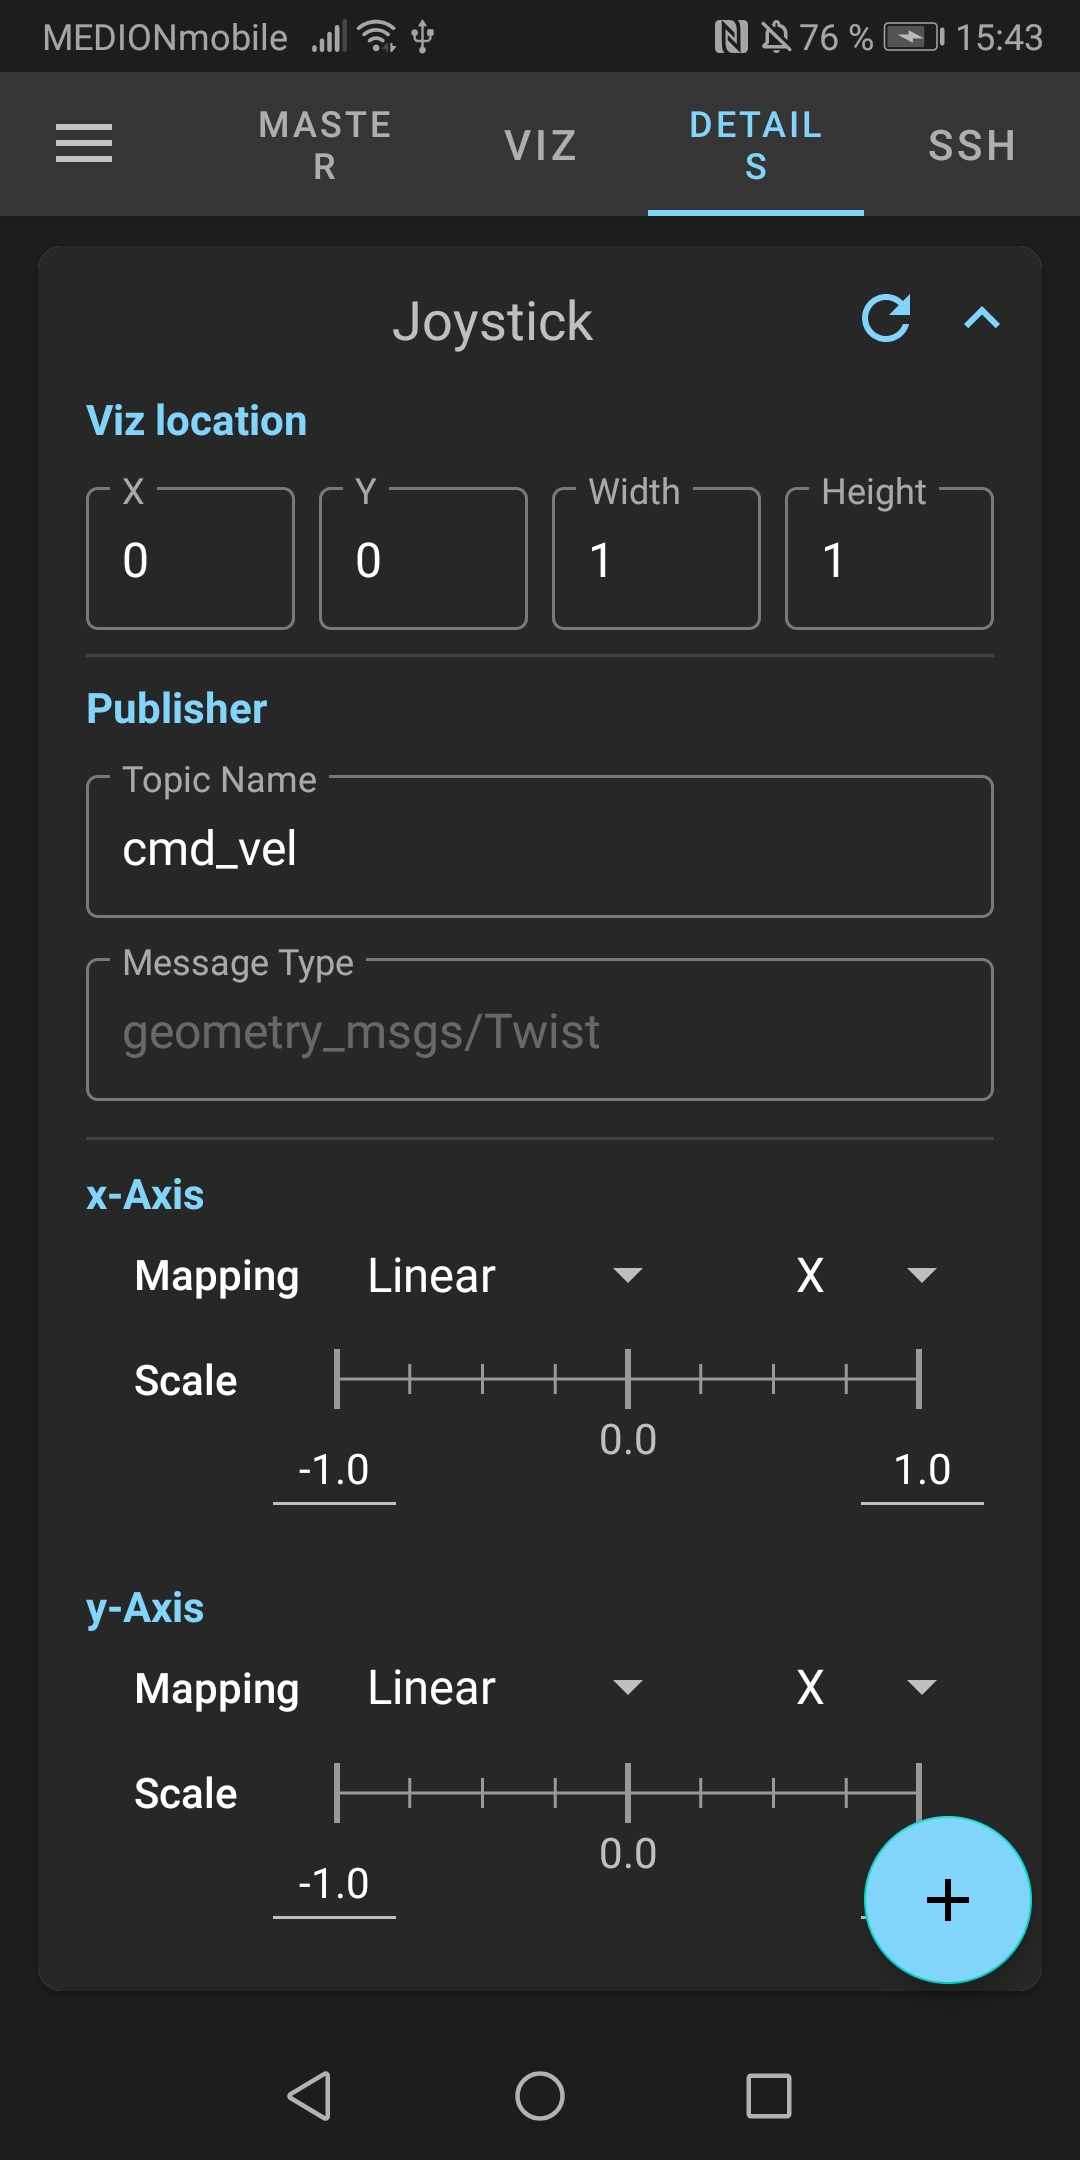 MEDIONmobile 76 % 15:43
MASTE
R
VIZ
DETAIL
S
SSH
Joystick
Viz location
X Y Width Height
0 0 1 1
Publisher
Topic Name
cmd_vel
Message Type
geometry_msgs/Twist
x-Axis
Mapping Linear X
Scale
0.0
-1.0 1.0
y-Axis
Mapping Linear X
Scale
0.0
-1.0
+